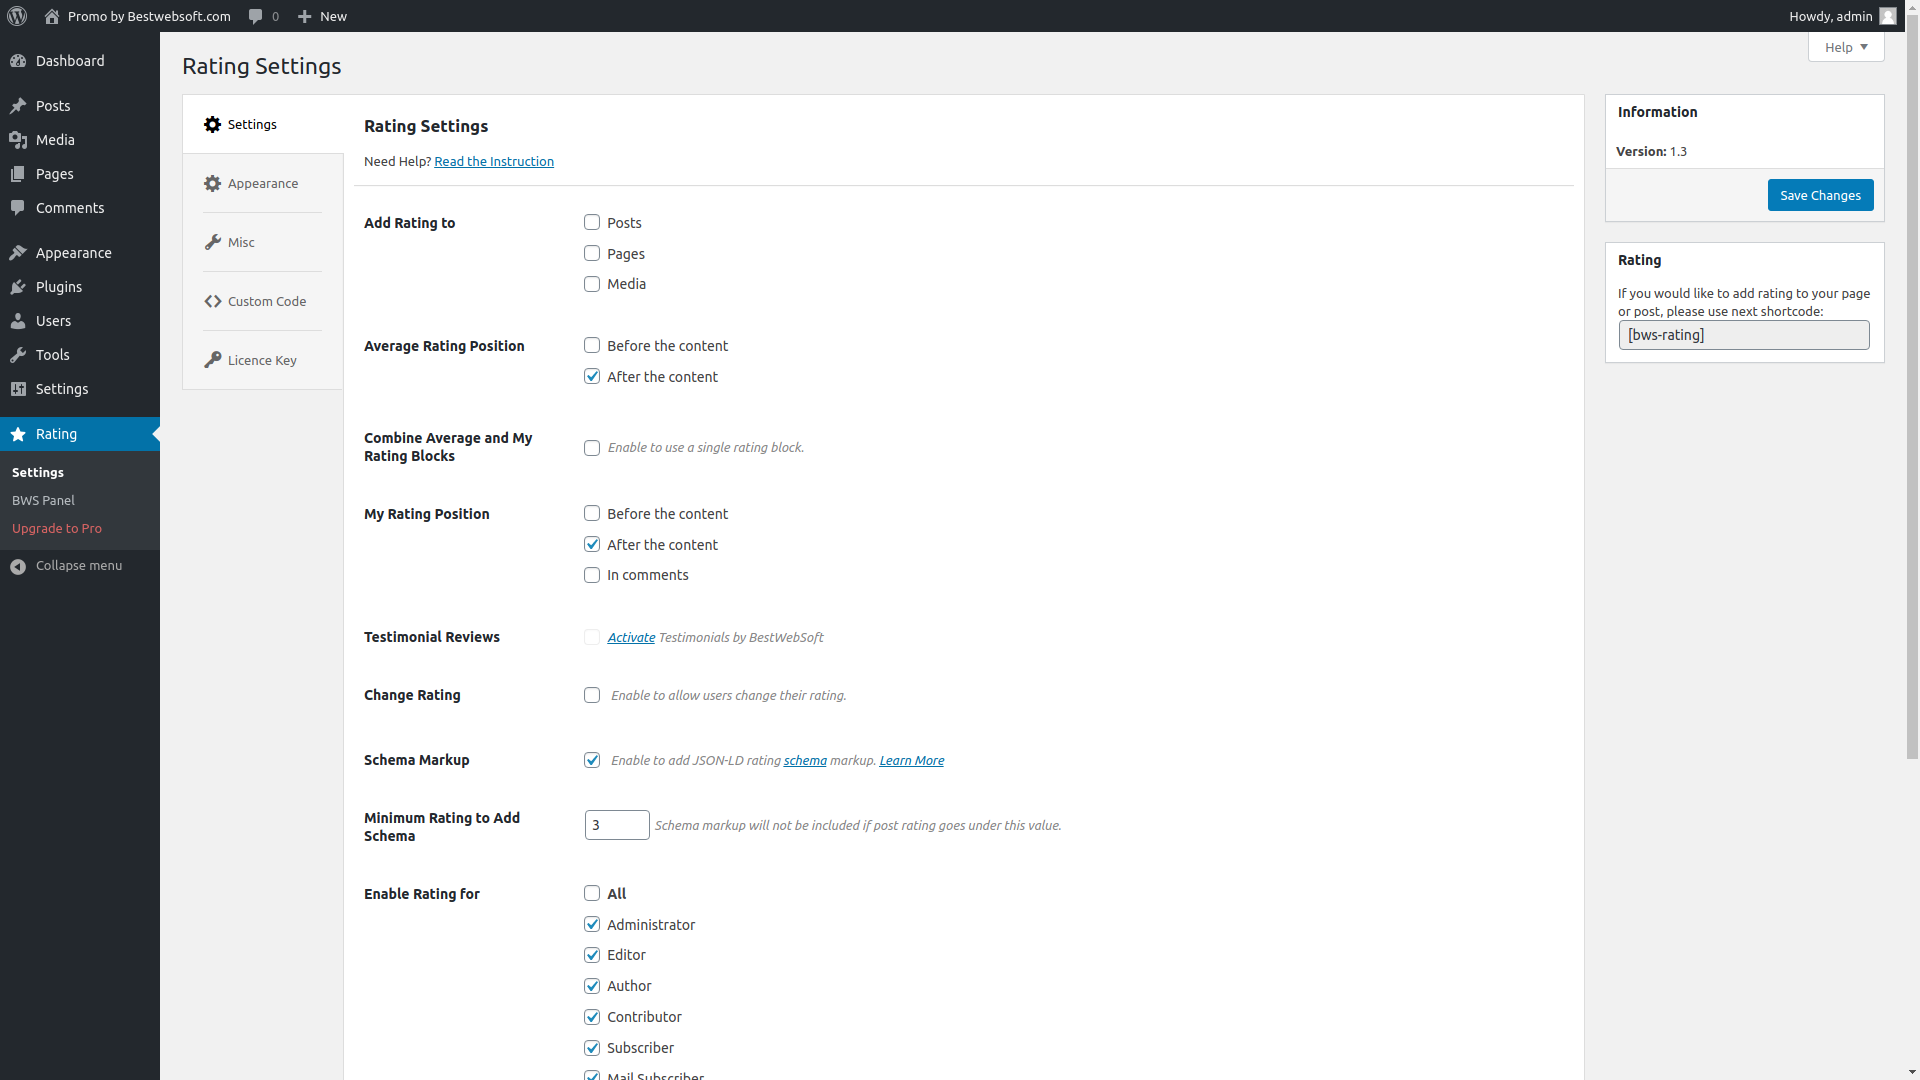 Promo by Bestwebsoft.com 0 New Howdy, admin
Help
Dashboard
Posts
Media
Pages
Comments
Appearance
Plugins
Users
Tools
Settings
Rating
Settings
BWS Panel
Upgrade to Pro
Collapse menu
Rating Settings
Settings
Appearance
Misc
Custom Code
Licence Key
Rating Settings
Need Help? Read the Instruction
Add Rating to
Posts
Pages
Media
Average Rating Position
Before the content
After the content
Combine Average and My
Rating Blocks
Enable to use a single rating block.
My Rating Position
Before the content
After the content
In comments
Testimonial Reviews
Activate Testimonials by BestWebSoft
Change Rating
Enable to allow users change their rating.
Schema Markup
Enable to add JSON-LD rating schema markup. Learn More
Minimum Rating to Add
Schema
3
Schema markup will not be included if post rating goes under this value.
Enable Rating for
All
Administrator
Editor
Author
Contributor
Subscriber
Mail Subscriber
Information
Version: 1.3
Save Changes
Rating
If you would like to add rating to your page
or post, please use next shortcode:
[bws-rating]